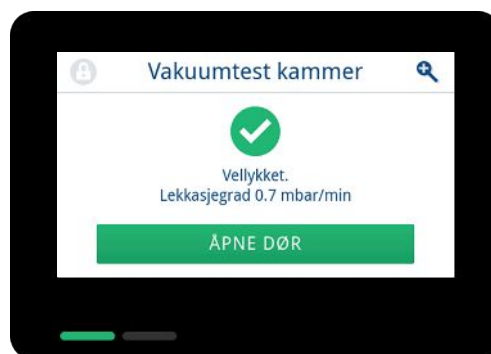 Vakuumtest kammer
Vellykket.
Lekkasjegrad 0.7 mbar/min
ÅPNE DØR